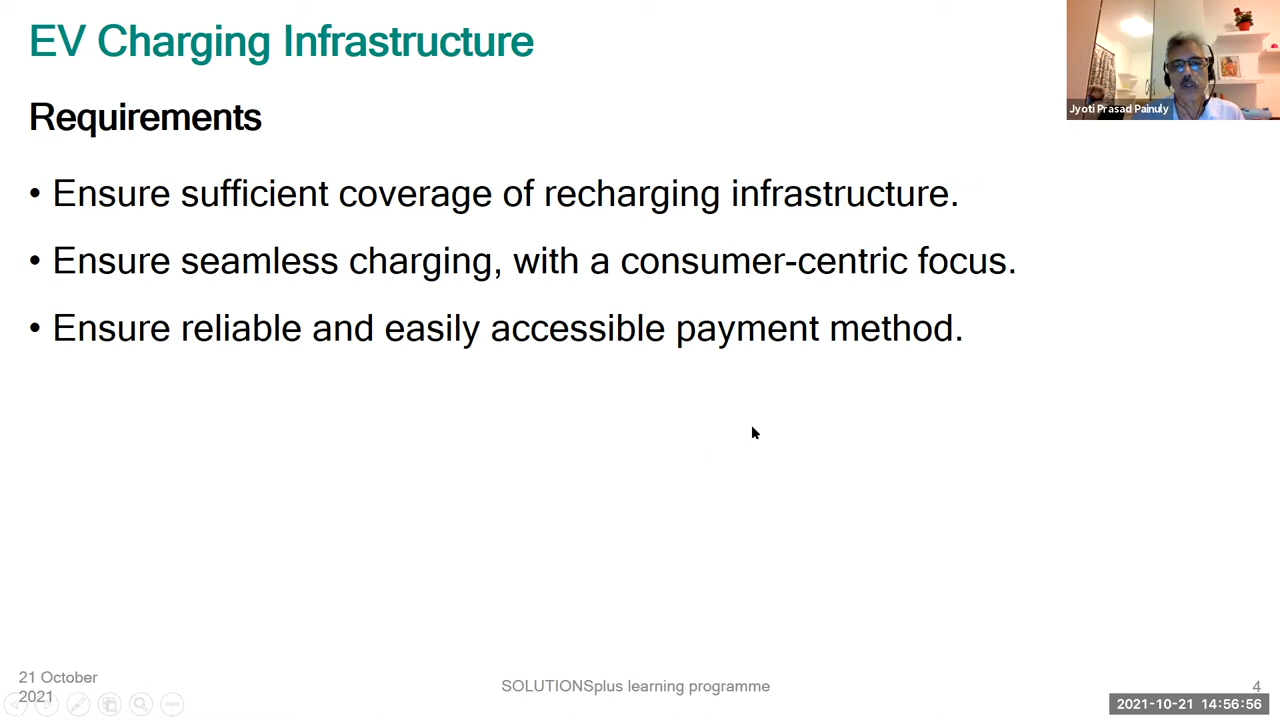 EV Charging Infrastructure
Jyoti Prasad Painuly
Requirements
• Ensure sufficient coverage of recharging infrastructure.
• Ensure seamless charging, with a consumer-centric focus.
• Ensure reliable and easily accessible payment method.
21 October
2021
SOLUTIONSplus learning programme
4
2021-10-21 14:56:56